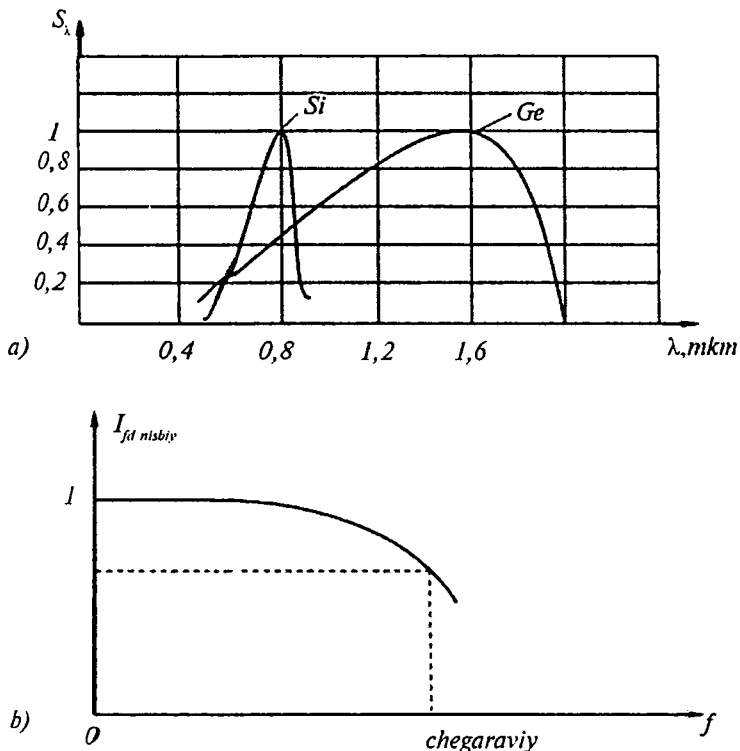 S_λ
Si
Ge
1
0,8
0,6
0,4
0,2
a)
0,4 0,8 1,2 1,6 λ,mkm
I_fd nisbiy
1
b)
0
chegaraviy
f